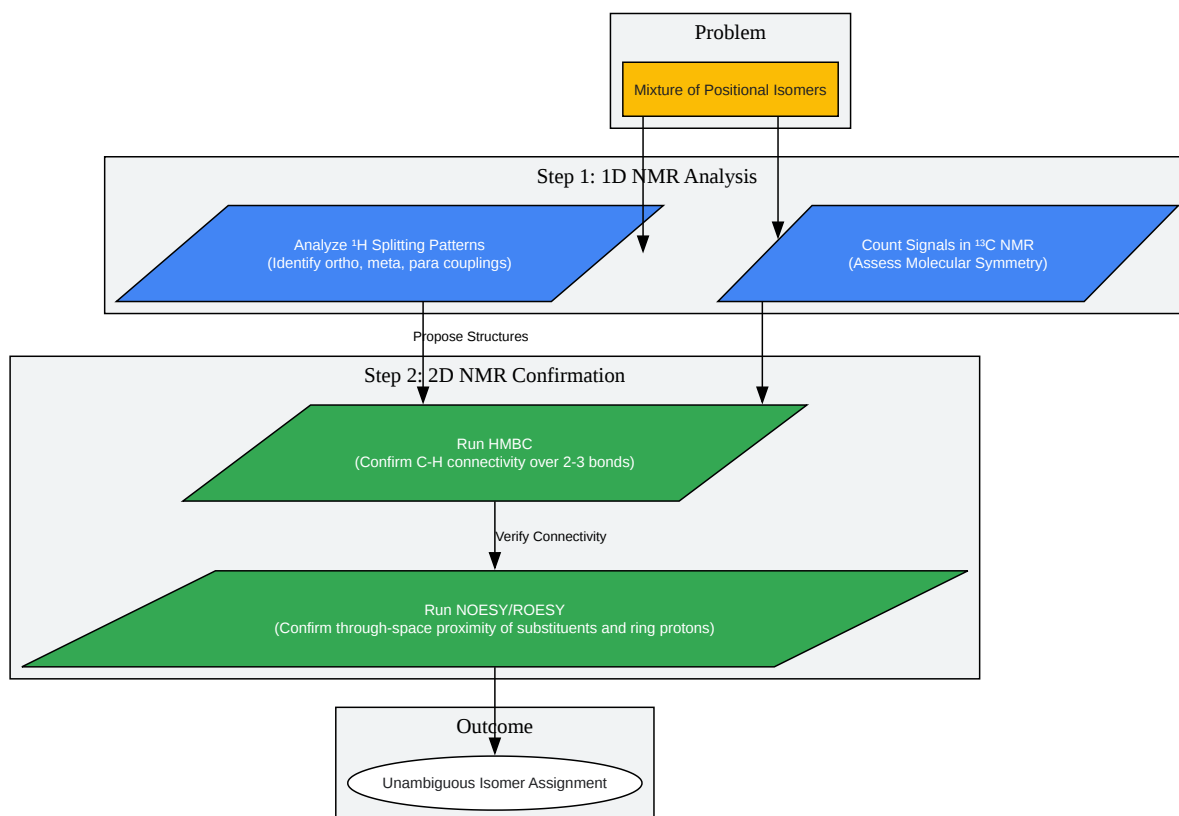 Problem
Mixture of Positional Isomers
Step 1: 1D NMR Analysis
Analyze ¹H Splitting Patterns
(Identify ortho, meta, para couplings)
Count Signals in ¹³C NMR
(Assess Molecular Symmetry)
Propose Structures
Step 2: 2D NMR Confirmation
Run HMBC
(Confirm C-H connectivity over 2-3 bonds)
Verify Connectivity
Run NOESY/ROESY
(Confirm through-space proximity of substituents and ring protons)
Outcome
Unambiguous Isomer Assignment